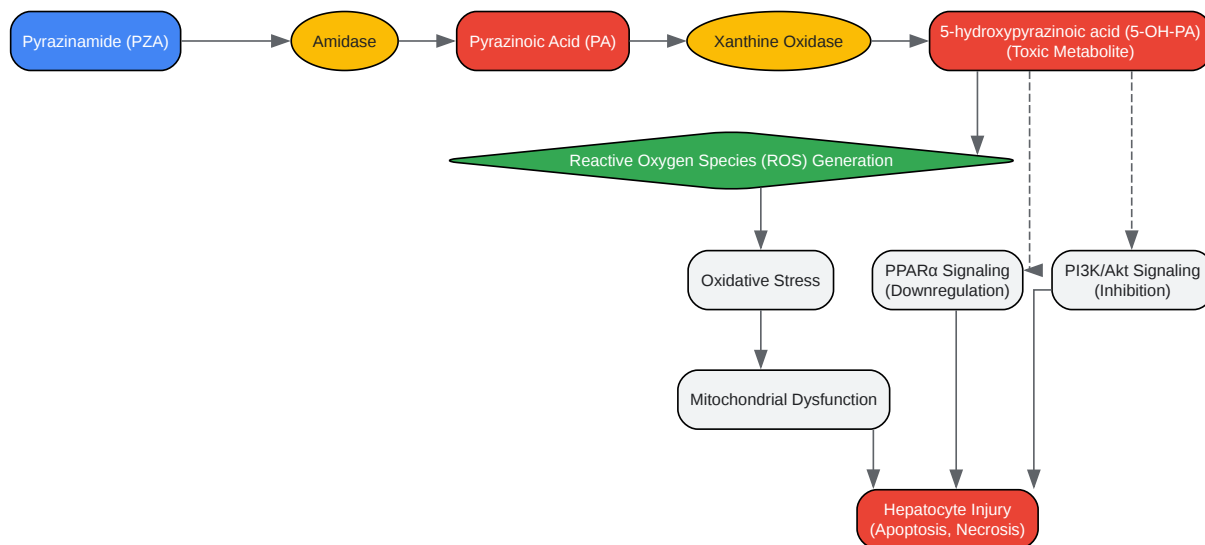 Pyrazinamide (PZA)
Amidase
Pyrazinoic Acid (PA)
Xanthine Oxidase
5-hydroxypyrazinoic acid (5-OH-PA)
(Toxic Metabolite)
Reactive Oxygen Species (ROS) Generation
Oxidative Stress
PPARα Signaling
(Downregulation)
PI3K/Akt Signaling
(Inhibition)
Mitochondrial Dysfunction
Hepatocyte Injury
(Apoptosis, Necrosis)